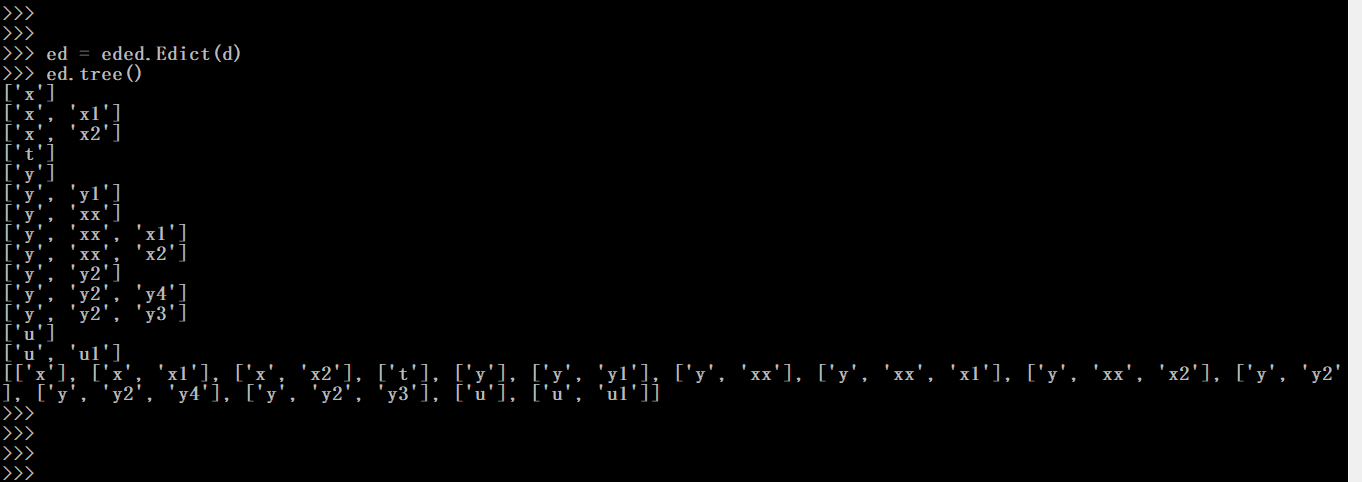 >>>
>>>
>>> ed = eded.Edict(d)
>>> ed.tree()
['x']
['x', 'x1']
['x', 'x2']
['t']
['y']
['y', 'y1']
['y', 'xx']
['y', 'xx', 'x1']
['y', 'xx', 'x2']
['y', 'y2']
['y', 'y2', 'y4']
['y', 'y2', 'y3']
['u']
['u', 'u1']
[['x'], ['x', 'x1'], ['x', 'x2'], ['t'], ['y'], ['y', 'y1'], ['y', 'xx'], ['y', 'xx', 'x1'], ['y', 'xx', 'x2'], ['y', 'y2'
], ['y', 'y2', 'y4'], ['y', 'y2', 'y3'], ['u'], ['u', 'u1']]
>>>
>>>
>>>
>>>